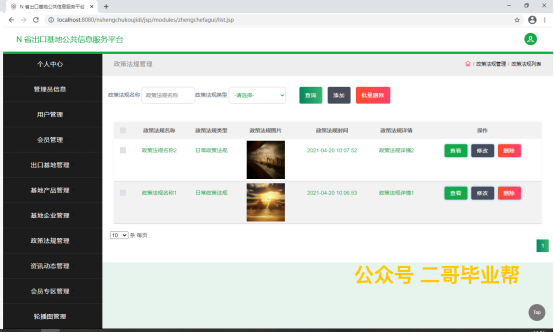 N 省出口基地公共信息服务平台
localhost:8080/nshengchukoujidi/jsp/modules/zhengchefagui/list.jsp
N 省出口基地公共信息服务平台
个人中心
管理员信息
用户管理
会员管理
出口基地管理
基地产品管理
基地企业管理
政策法规管理
资讯动态管理
会员专区管理
轮播图管理
政策法规管理
/ 政策法规管理 / 政策法规列表
政策法规名称 政策法规名称 政策法规类型 -请选择- 查询 添加 批量删除
政策法规名称 政策法规类型 政策法规图片 政策法规时间 政策法规详情 操作
政策法规名称2 日常政策法规 2021-04-20 10:07:52 政策法规详情2 查看 修改 删除
政策法规名称1 日常政策法规 2021-04-20 10:06:53 政策法规详情1 查看 修改 删除
10 条 每页
1
公众号 二哥毕业帮
Top